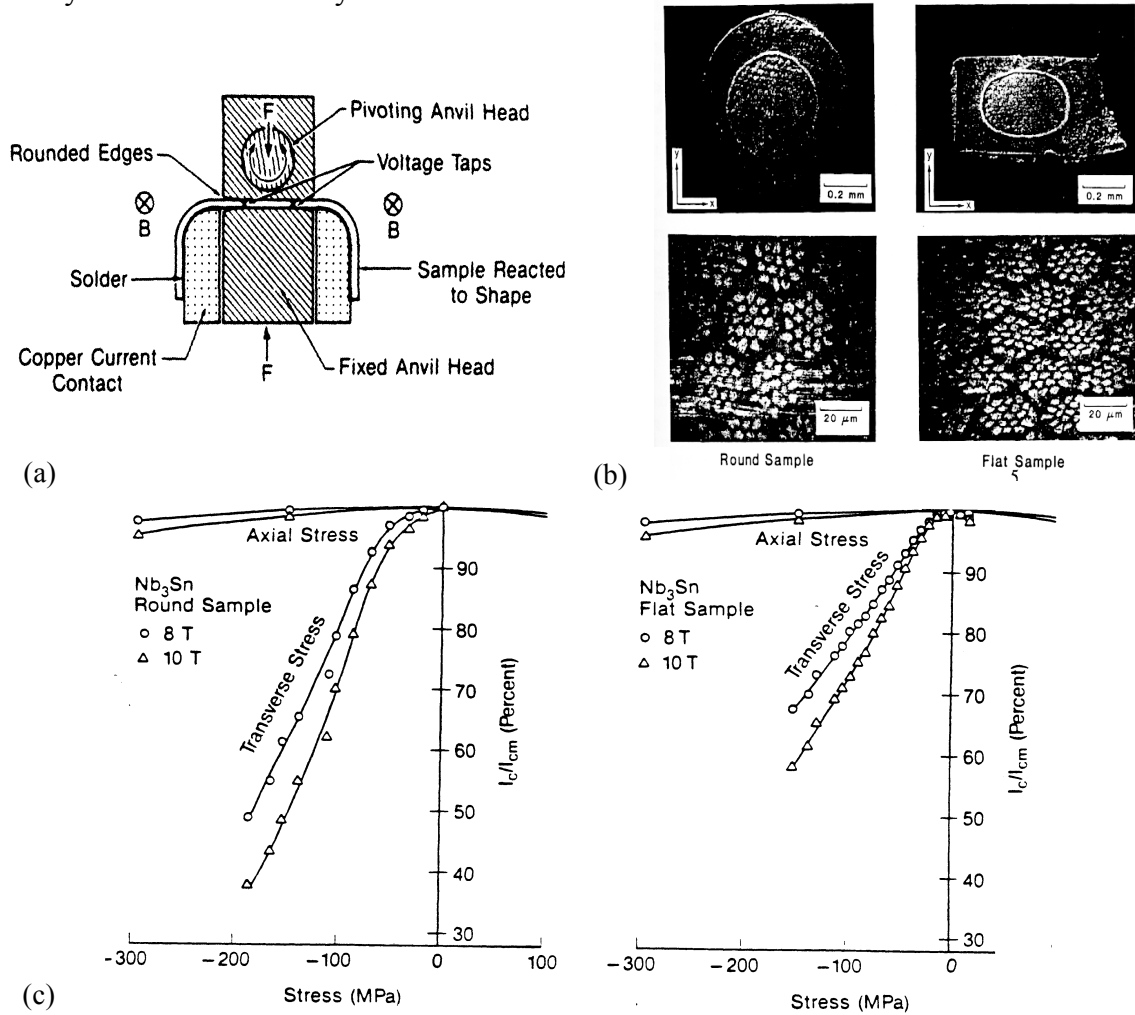 F
Pivoting Anvil Head
Rounded Edges
Voltage Taps
B
B
Solder
Sample Reacted
to Shape
Copper Current
Contact
F
Fixed Anvil Head
(a)
y
x
0.2 mm
y
x
0.2 mm
20 μm
20 μm
Round Sample
Flat Sample
5
(b)
Axial Stress
Nb₃Sn
Round Sample
○ 8 T
△ 10 T
Transverse Stress
90
80
70
60
50
40
30
28
Ic/Icm (Percent)
−300
−200
−100
0
100
Stress (MPa)
(c)
Axial Stress
Nb₃Sn
Flat Sample
○ 8 T
△ 10 T
Transverse Stress
90
80
70
60
50
40
30
28
Ic/Icm (Percent)
−300
−200
−100
0
Stress (MPa)